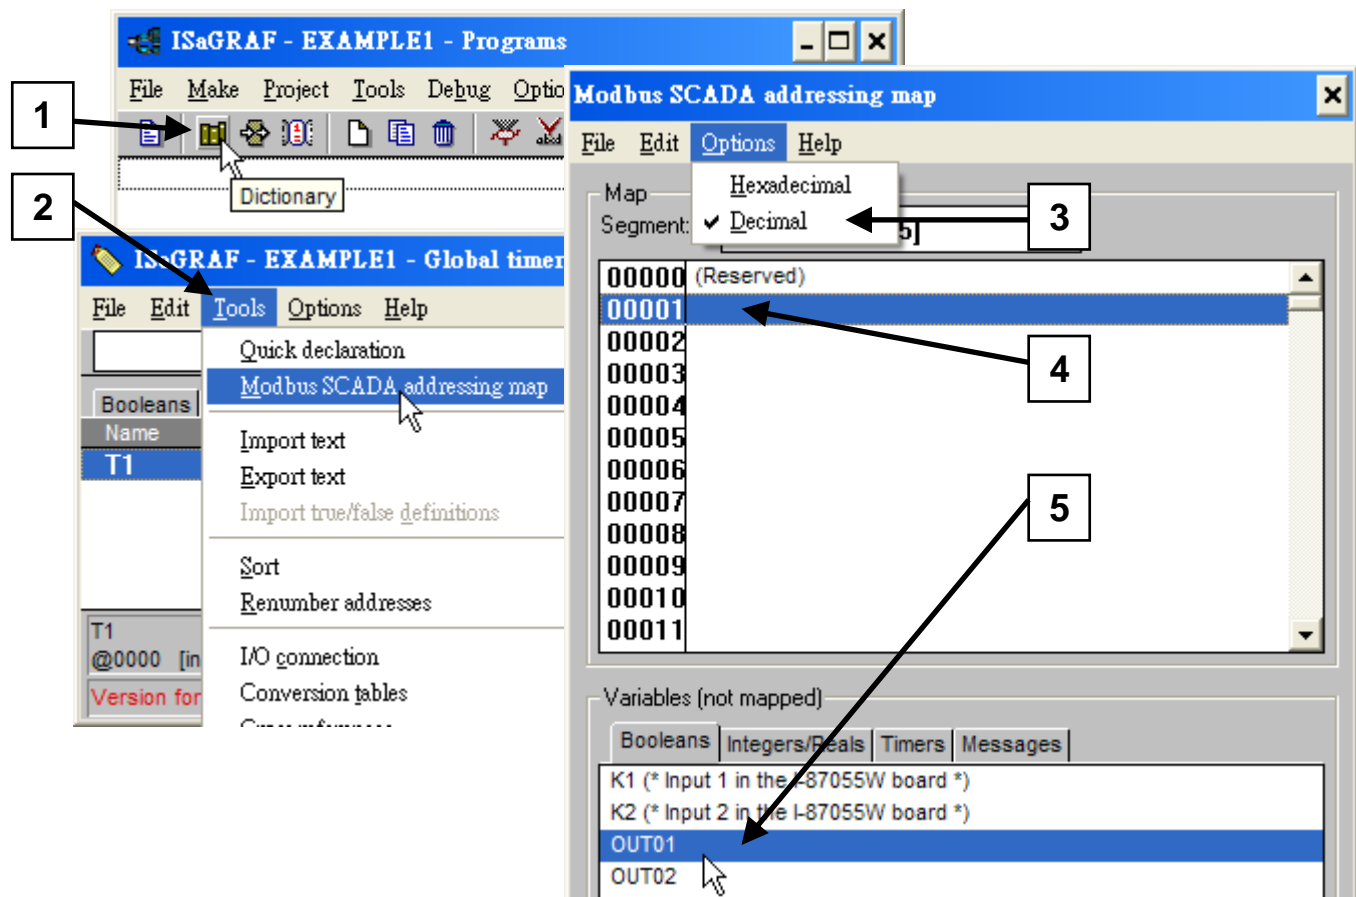 ISaGRAF - EXAMPLE1 - Programs
File Make Project Tools Debug Optio
1
Dictionary
2
ISaGRAF - EXAMPLE1 - Global timer
File Edit Tools Options Help
Quick declaration
Modbus SCADA addressing map
Import text
Export text
Import true/false definitions
Sort
Renumber addresses
I/O connection
Conversion tables
Booleans
Name
T1
T1
@0000 [in
Version for
Modbus SCADA addressing map
File Edit Options Help
Hexadecimal
Decimal
3
Map
Segment:
5]
00000 (Reserved)
00001
00002
00003
00004
00005
00006
00007
00008
00009
00010
00011
4
5
Variables (not mapped)
Booleans Integers/Reals Timers Messages
K1 (* Input 1 in the I-87055W board *)
K2 (* Input 2 in the I-87055W board *)
OUT01
OUT02